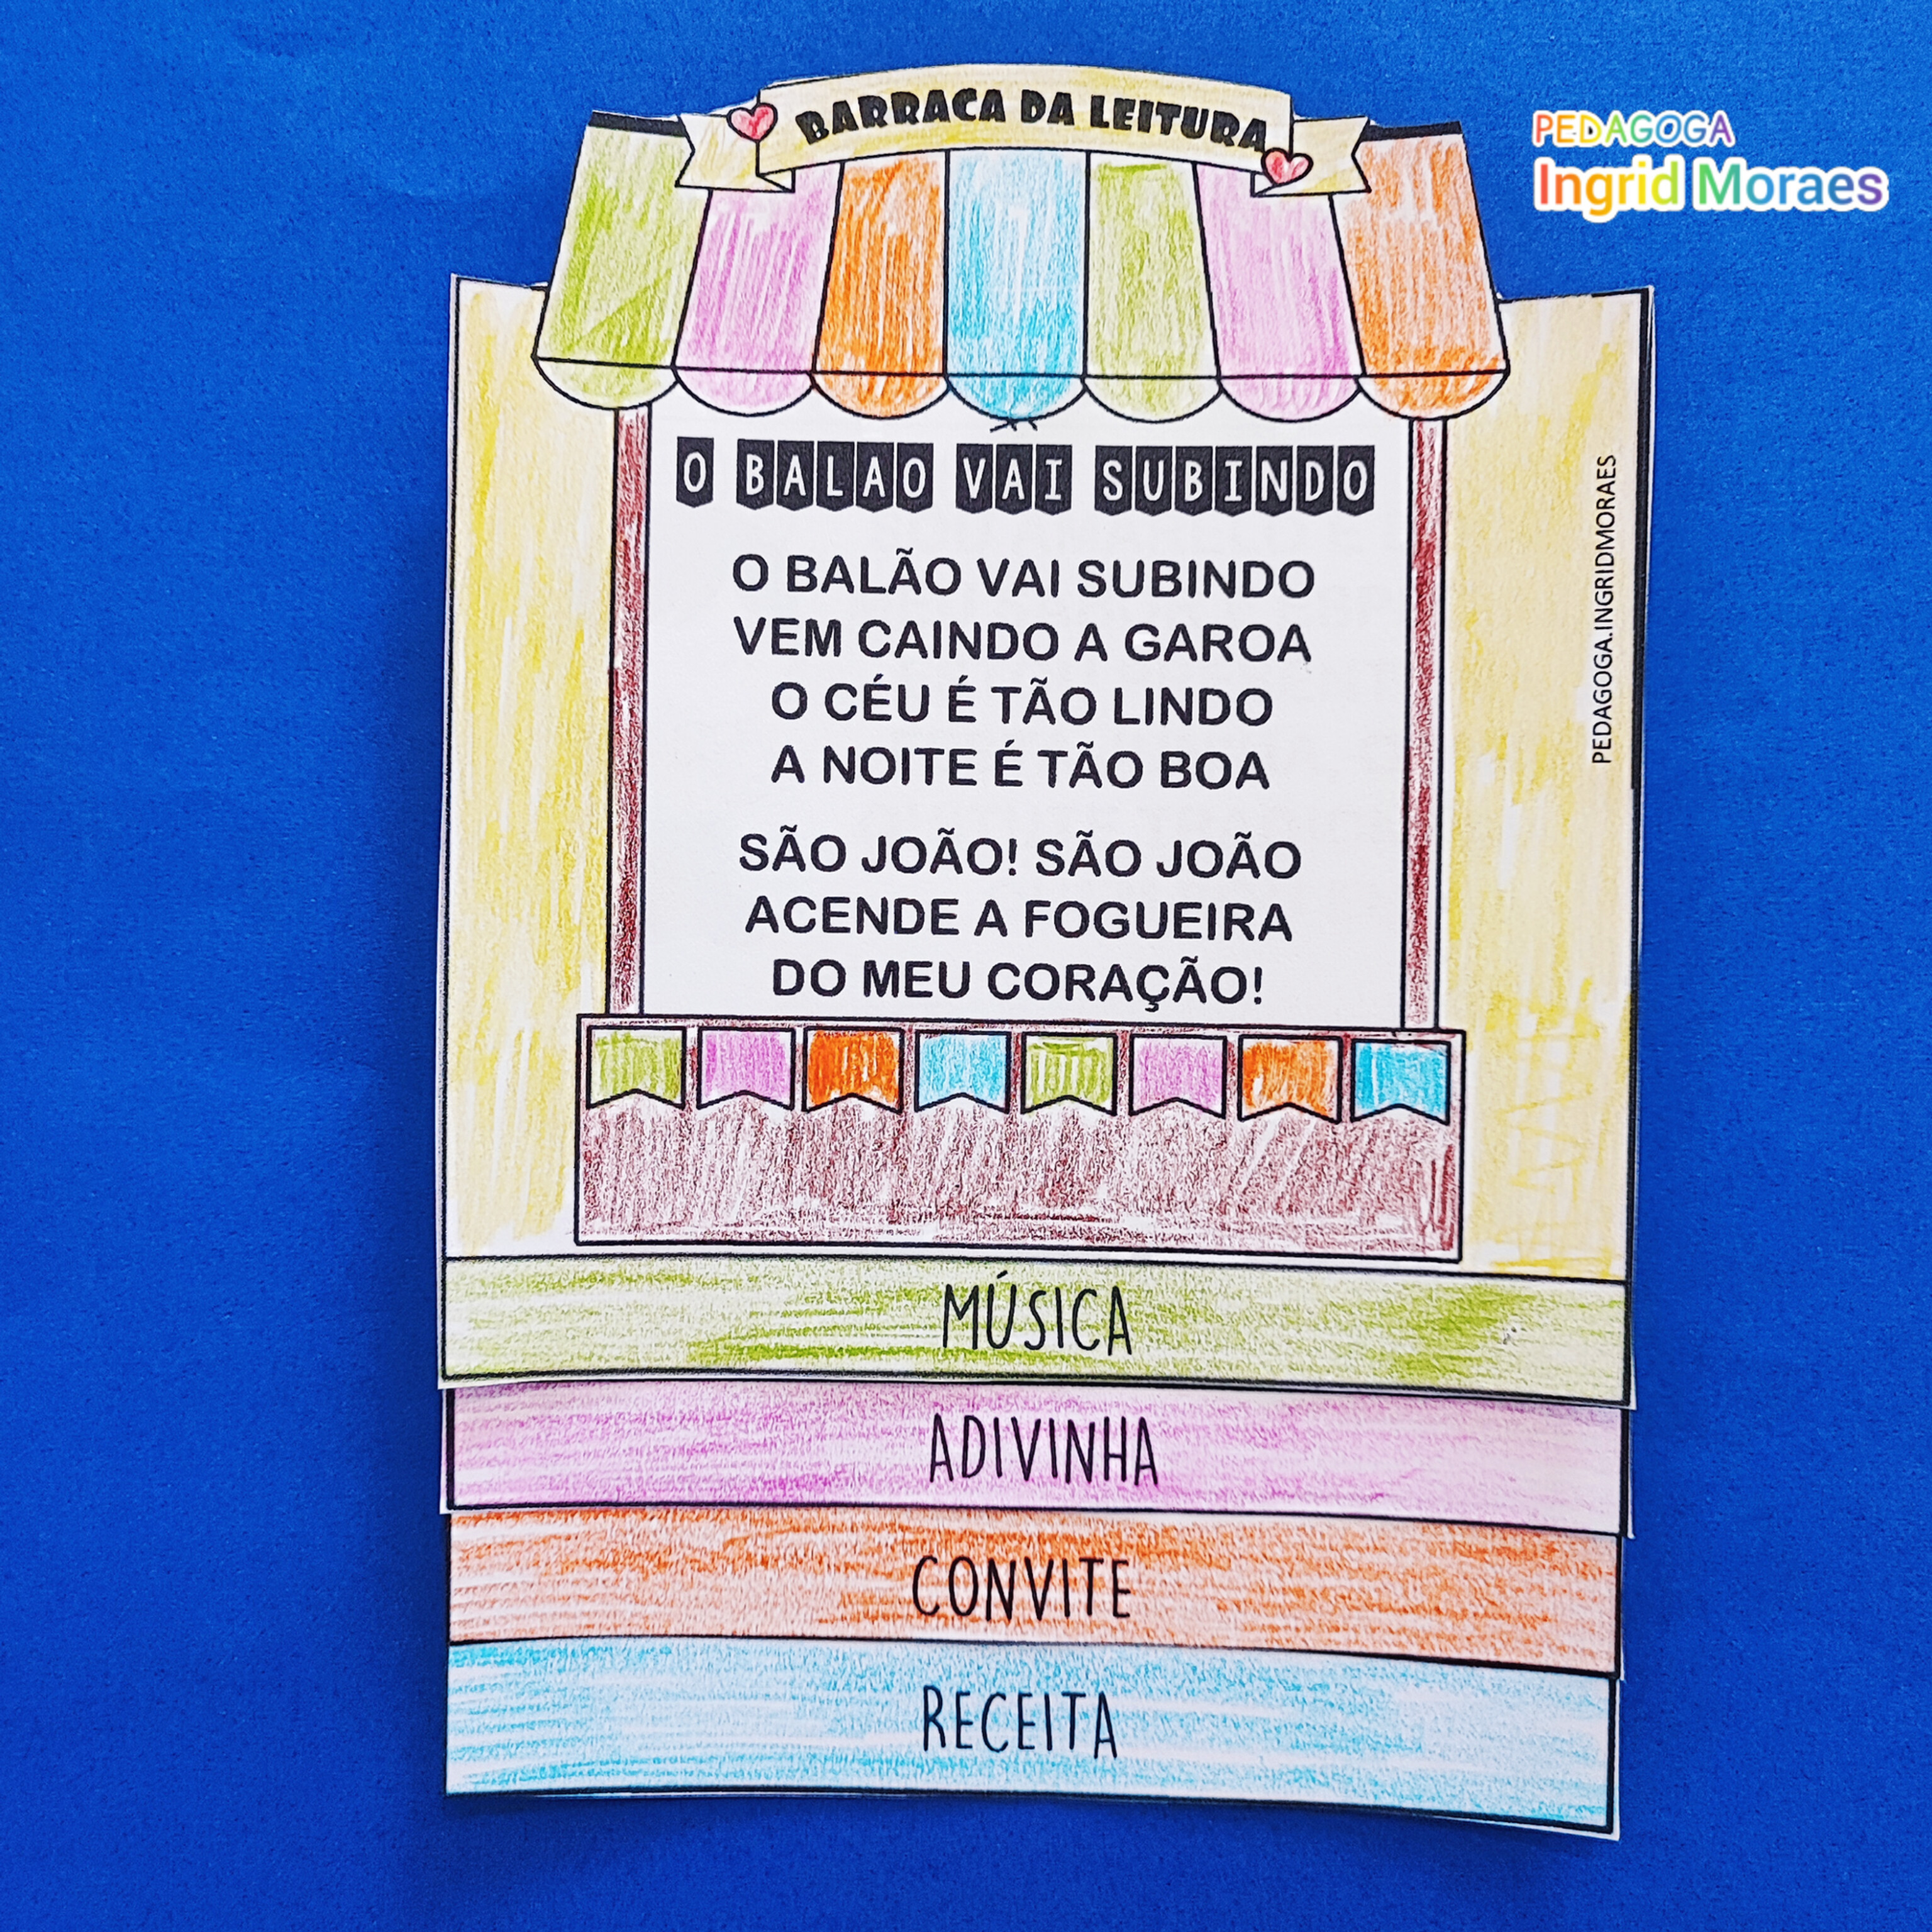 BARRACA DA LEITURA
PEDAGOGA
Ingrid Moraes
O BALAO VAI SUBINDO
O BALÃO VAI SUBINDO
VEM CAINDO A GAROA
O CÉU É TÃO LINDO
A NOITE É TÃO BOA
SÃO JOÃO! SÃO JOÃO
ACENDE A FOGUEIRA
DO MEU CORAÇÃO!
PEDAGOGA.INGRIDMORAES
MÚSICA
ADIVINHA
CONVITE
RECEITA